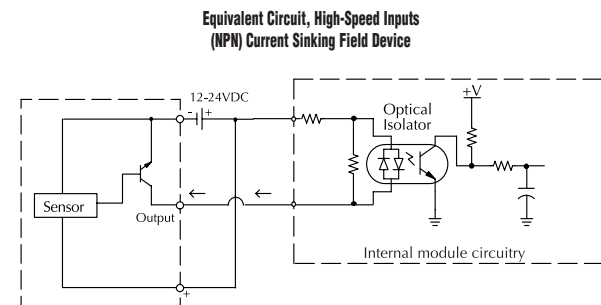 Equivalent Circuit, High-Speed Inputs
(NPN) Current Sinking Field Device
12-24VDC
- +
+V
Optical
Isolator
Sensor
Output
Internal module circuitry
+